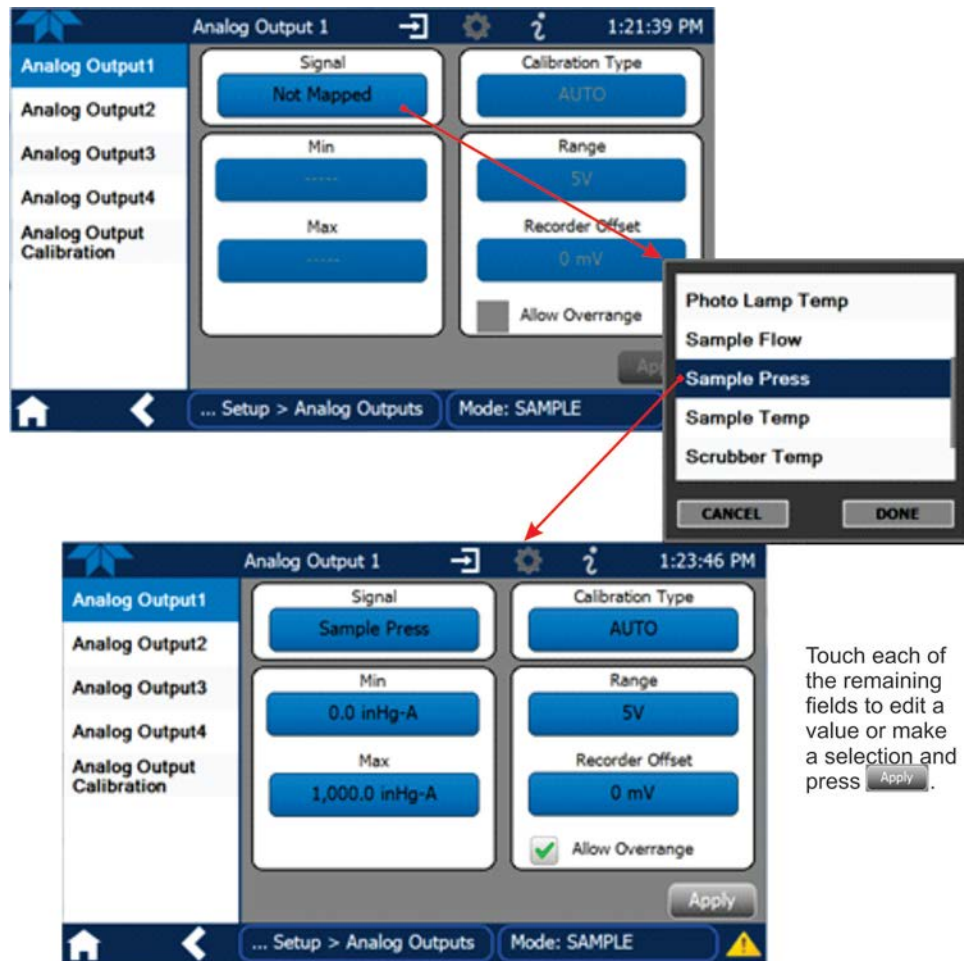 Analog Output 1
1:21:39 PM
Analog Output1
Analog Output2
Analog Output3
Analog Output4
Analog Output
Calibration
Signal
Not Mapped
Min
-----
Max
-----
Calibration Type
AUTO
Range
5V
Recorder Offset
0 mV
Allow Overrange
... Setup > Analog Outputs
Mode: SAMPLE
Photo Lamp Temp
Sample Flow
Sample Press
Sample Temp
Scrubber Temp
CANCEL
DONE
Analog Output 1
1:23:46 PM
Analog Output1
Analog Output2
Analog Output3
Analog Output4
Analog Output
Calibration
Signal
Sample Press
Min
0.0 inHg-A
Max
1,000.0 inHg-A
Calibration Type
AUTO
Range
5V
Recorder Offset
0 mV
Allow Overrange
Apply
... Setup > Analog Outputs
Mode: SAMPLE
Touch each of
the remaining
fields to edit a
value or make
a selection and
press Apply .